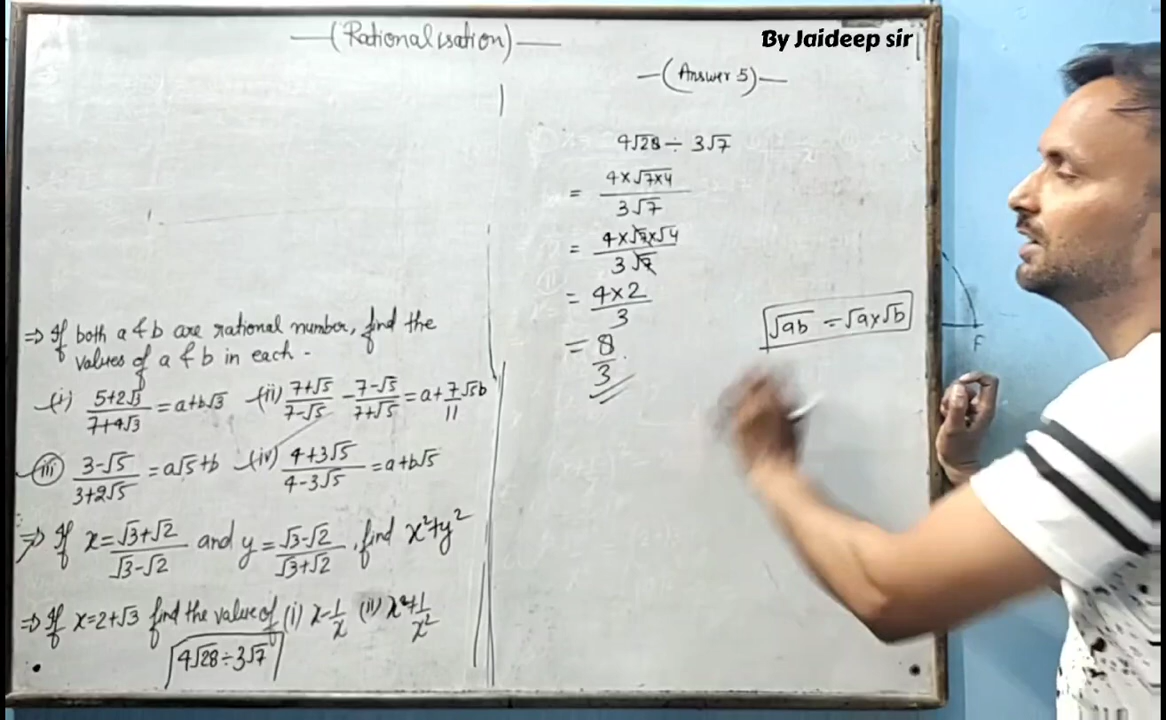 —(Rationalisation)—
By Jaideep sir
⇒ If both a & b are rational number, find the
values of a & b in each -
(i) (5+2√3)/(7+4√3) = a+b√3 (ii) (7+√5)/(7-√5) - (7-√5)/(7+√5) = a+7/11√5b
(iii) (3-√5)/(3+2√5) = a√5+b (iv) (4+3√5)/(4-3√5) = a+b√5
⇒ If x = (√3+√2)/(√3-√2) and y = (√3-√2)/(√3+√2), find x²+y²
⇒ If x=2+√3 find the value of (i) x-1/x (ii) x²+1/x²
4√28÷3√7
—(Answer 5)—
4√28 ÷ 3√7
= (4×√7×4)/(3√7)
= (4×√7×√4)/(3√7)
= (4×2)/3
= 8/3.
√ab = √a×√b
F